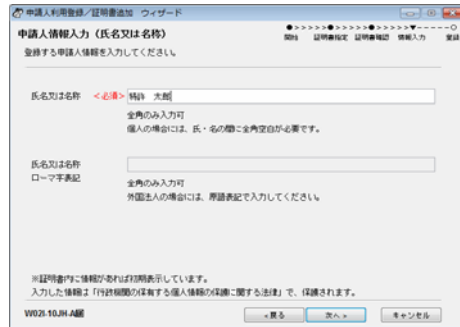 申請人利用登録／証明書追加　ウィザード
申請人情報入力（氏名又は名称）
●>>>>>●>>>>>●>>>>>▼-----○
開始　証明書指定　証明書確認　情報入力　登録
登録する申請人情報を入力してください。
氏名又は名称　<必須>　特許　太郎
全角のみ入力可
個人の場合には、氏・名の間に全角空白が必要です。
氏名又は名称
ローマ字表記
全角のみ入力可
外国法人の場合には、原語表記で入力してください。
※証明書内に情報があれば初期表示しています。
入力した情報は「行政機関の保有する個人情報の保護に関する法律」で、保護されます。
W021-10.JH-A緑
<戻る　次へ>　キャンセル